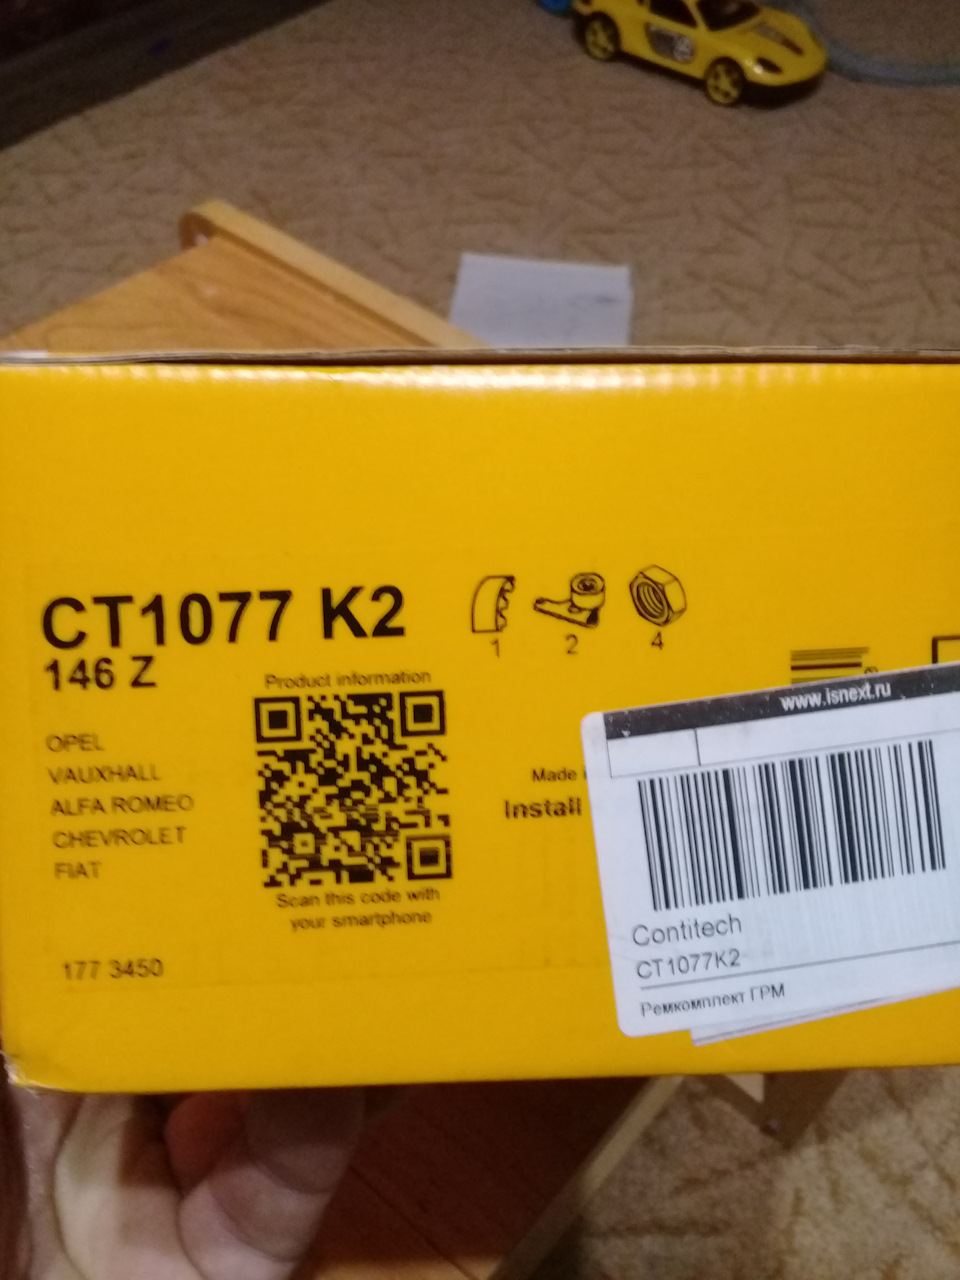 CT1077 K2
146 Z
1
2
4
Product information
OPEL
VAUXHALL
ALFA ROMEO
CHEVROLET
FIAT
Scan this code with
your smartphone
177 3450
Made
Install
www.isnext.ru
Contitech
CT1077K2
Ремкомплект ГРМ